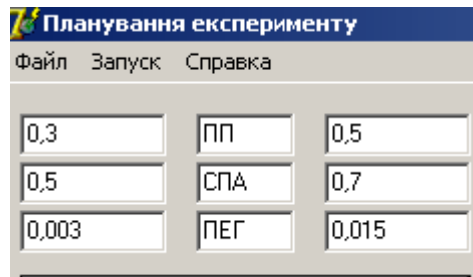 Планування експерименту
Файл Запуск Справка
0,3 ПП 0,5
0,5 СПА 0,7
0,003 ПЕГ 0,015